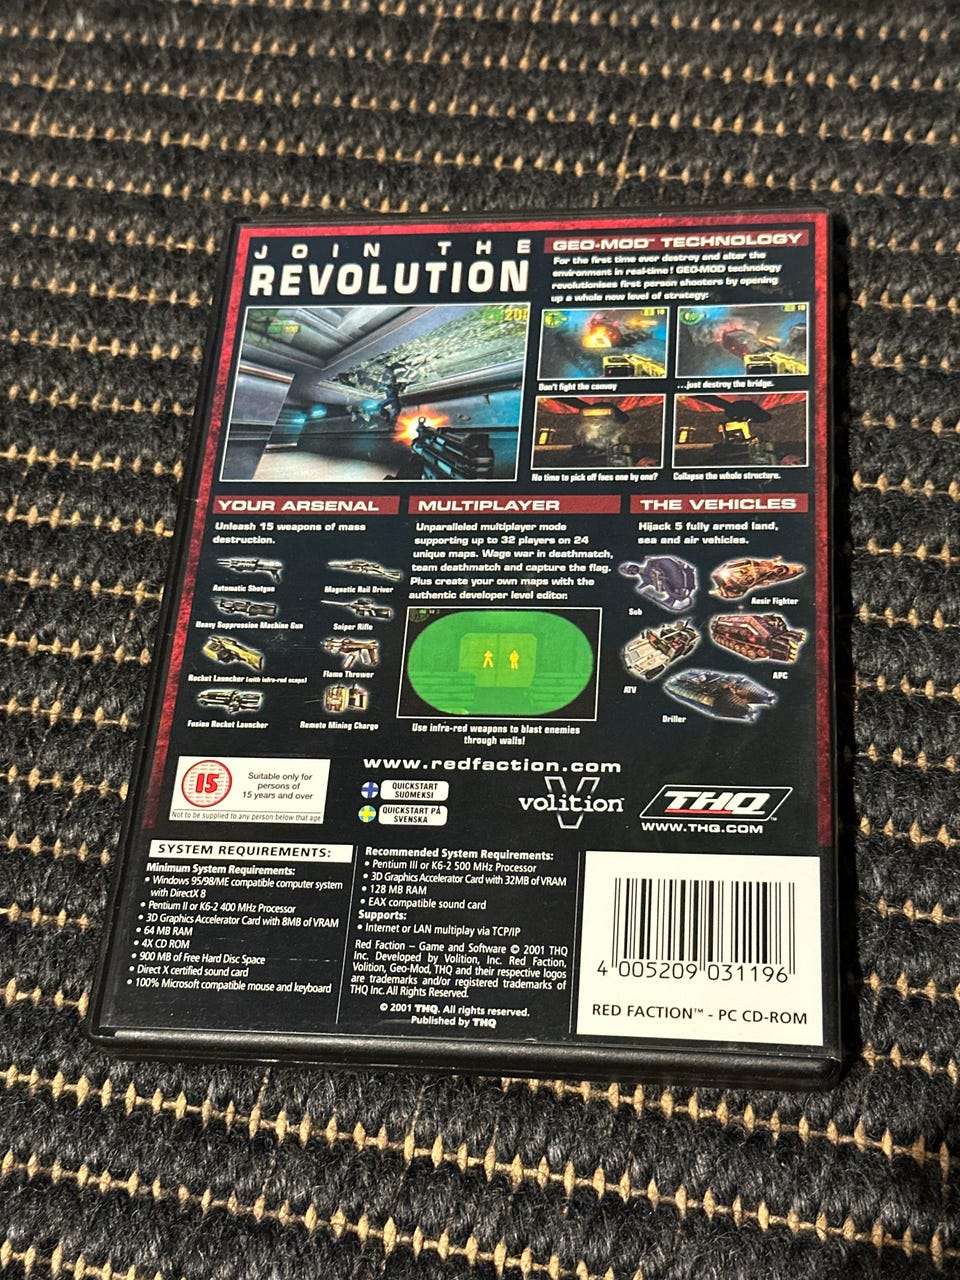 JOIN THE
REVOLUTION
GEO-MOD™ TECHNOLOGY
For the first time ever destroy and alter the
environment in real-time! GEO-MOD technology
revolutionises first person shooters by opening
up a whole new level of strategy:
Don't fight the convoy
...just destroy the bridge.
No time to pick off foes one by one?
Collapse the whole structure.
YOUR ARSENAL
Unleash 15 weapons of mass
destruction.
Automatic Shotgun
Magnetic Rail Driver
Heavy Suppression Machine Gun
Sniper Rifle
Rocket Launcher (with infra-red scope)
Flame Thrower
Fusion Rocket Launcher
Remote Mining Charge
MULTIPLAYER
Unparalleled multiplayer mode
supporting up to 32 players on 24
unique maps. Wage war in deathmatch,
team deathmatch and capture the flag.
Plus create your own maps with the
authentic developer level editor.
Use infra-red weapons to blast enemies
through walls!
THE VEHICLES
Hijack 5 fully armed land,
sea and air vehicles.
Sub
Aesir Fighter
ATV
APC
Driller
www.redfaction.com
15
Suitable only for
persons of
15 years and over
Not to be supplied to any person below that age
QUICKSTART
SUOMEKSI
QUICKSTART PÅ
SVENSKA
volition™
THQ™
WWW.THQ.COM
SYSTEM REQUIREMENTS:
Minimum System Requirements:
• Windows 95/98/ME compatible computer system
with DirectX 8
• Pentium II or K6-2 400 MHz Processor
• 3D Graphics Accelerator Card with 8MB of VRAM
• 64 MB RAM
• 4X CD ROM
• 900 MB of Free Hard Disc Space
• Direct X certified sound card
• 100% Microsoft compatible mouse and keyboard
Recommended System Requirements:
• Pentium III or K6-2 500 MHz Processor
• 3D Graphics Accelerator Card with 32MB of VRAM
• 128 MB RAM
• EAX compatible sound card
Supports:
• Internet or LAN multiplay via TCP/IP
Red Faction – Game and Software © 2001 THQ
Inc. Developed by Volition, Inc. Red Faction,
Volition, Geo-Mod, THQ and their respective logos
are trademarks and/or registered trademarks of
THQ Inc. All Rights Reserved.
© 2001 THQ. All rights reserved.
Published by THQ
4 005209 031196
RED FACTION™ - PC CD-ROM